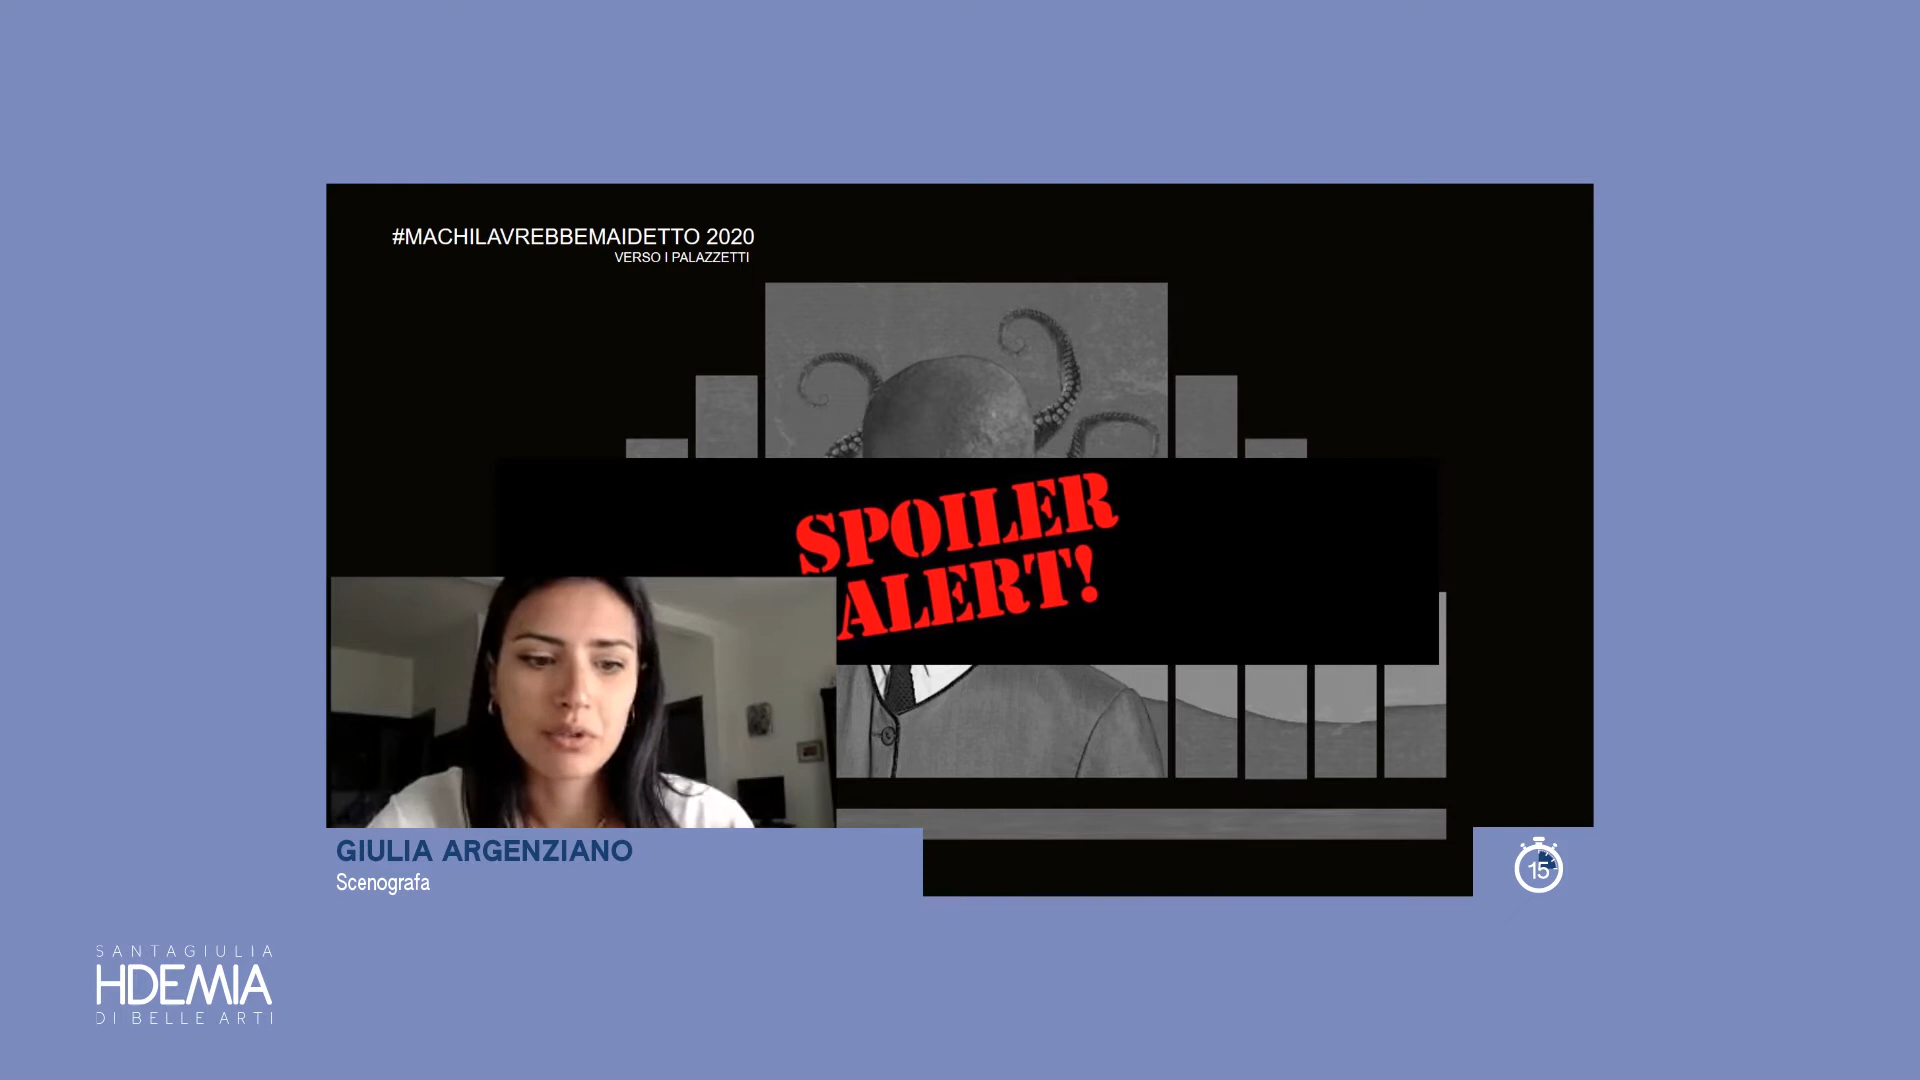 #MACHILAVREBBEMAIDETTO 2020
VERSO I PALAZZETTI
SPOILER
ALERT!
GIULIA ARGENZIANO
Scenografa
15
SANTAGIULIA
HDEMIA
DI BELLE ARTI